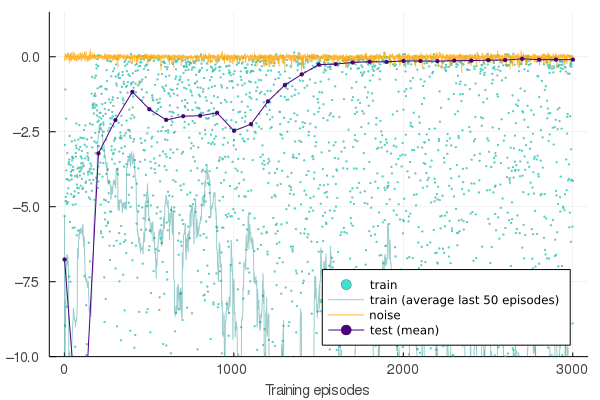 0.0
−2.5
−5.0
−7.5
−10.0
train
train (average last 50 episodes)
noise
test (mean)
0 1000 2000 3000
Training episodes